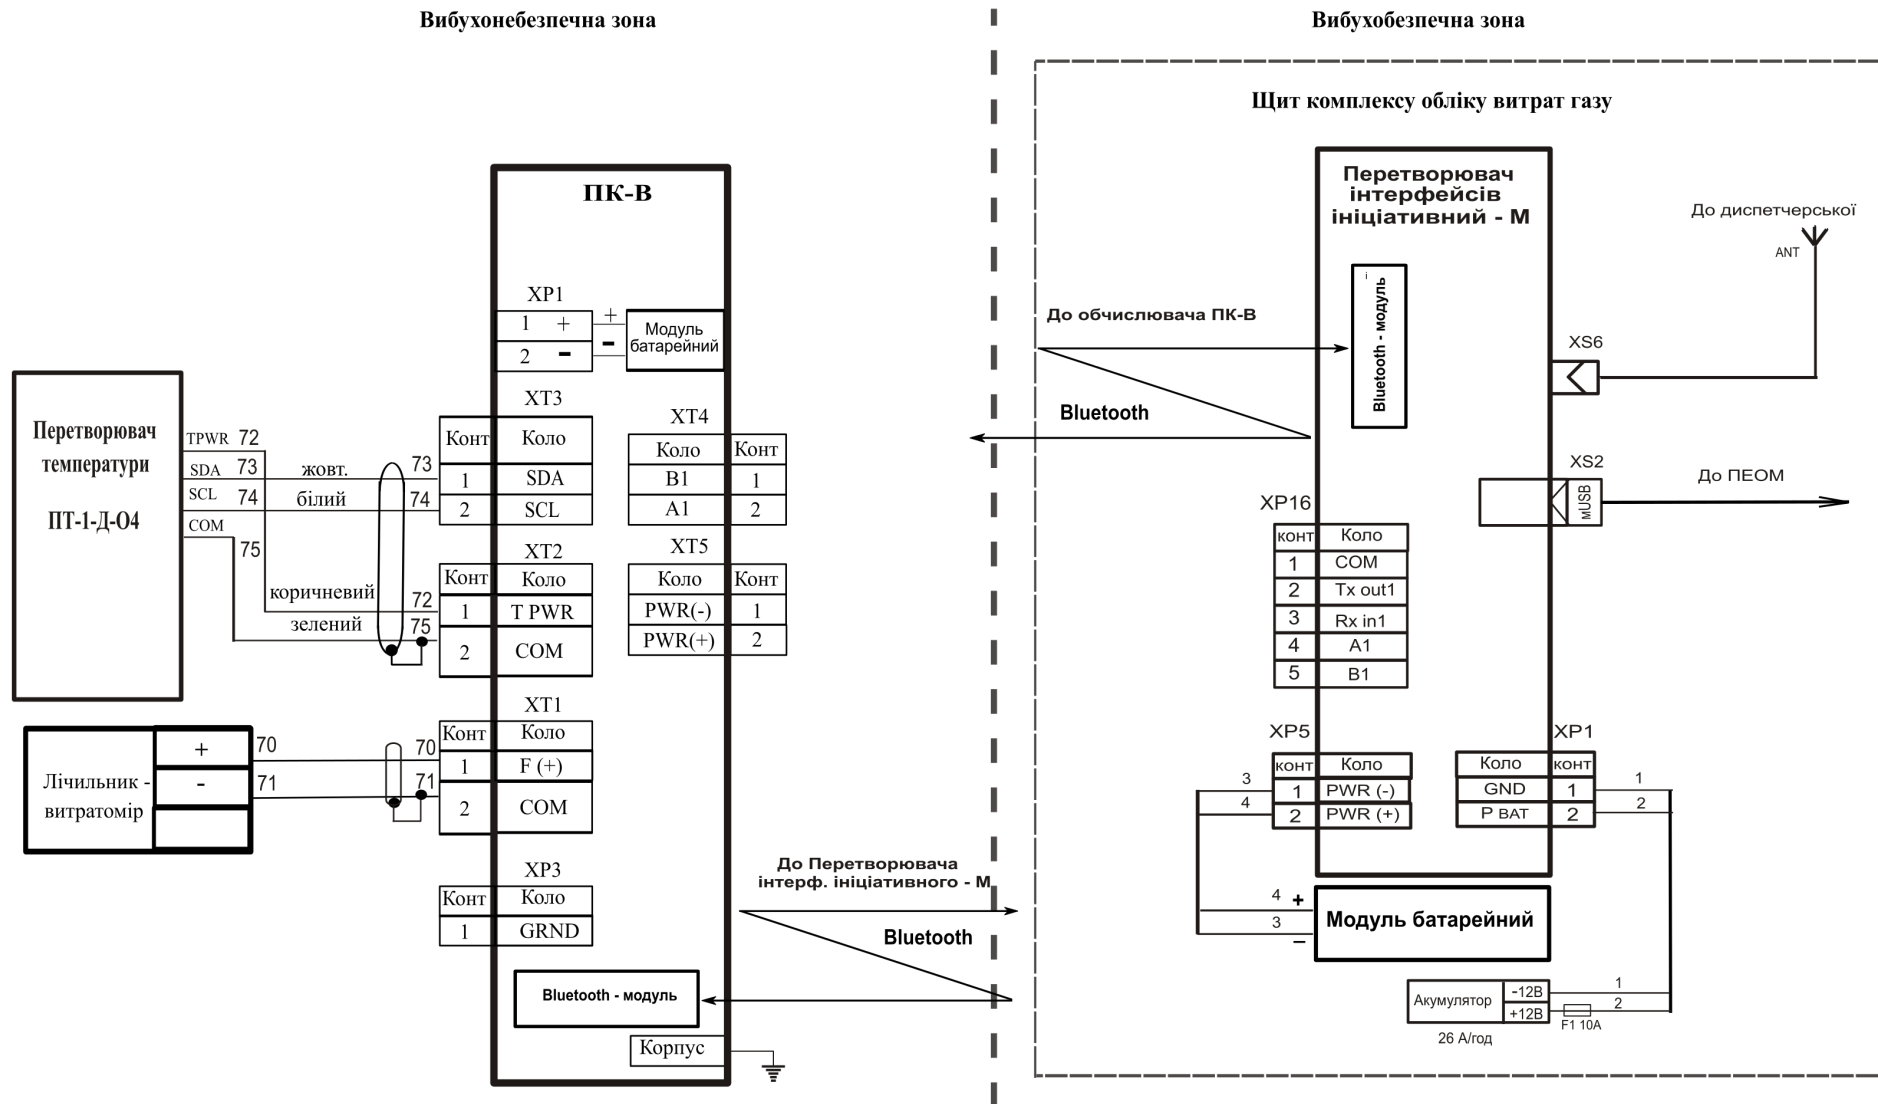 Вибухонебезпечна зона
Вибухобезпечна зона
Щит комплексу обліку витрат газу
ПК-В
XP1
1 +
2 -
+
-
Модуль
батарейний
Перетворювач
температури
ПТ-1-Д-О4
TPWR 72
SDA 73
SCL 74
COM
75
жовт.
білий
коричневий
зелений
73
74
72
75
XT3
Конт Коло
1 SDA
2 SCL
XT4
Коло Конт
B1 1
A1 2
XT2
Конт Коло
1 T PWR
2 COM
XT5
Коло Конт
PWR(-) 1
PWR(+) 2
Лічильник -
витратомір
+
-
70
71
70
71
XT1
Конт Коло
1 F (+)
2 COM
XP3
Конт Коло
1 GRND
Bluetooth - модуль
Корпус
До Перетворювача
інтерф. ініціативного - М
Bluetooth
До обчислювача ПК-В
Bluetooth
Перетворювач
інтерфейсів
ініціативний - М
і
Bluetooth - модуль
До диспетчерської
ANT
XS6
XS2
мUSB
До ПЕОМ
XP16
конт Коло
1 COM
2 Tx out1
3 Rx in1
4 A1
5 B1
XP5
конт Коло
1 PWR (-)
2 PWR (+)
3
4
XP1
Коло конт
GND 1
P BAT 2
1
2
4 +
3 –
Модуль батарейний
Акумулятор
-12В
+12В
1
2
F1 10A
26 А/год